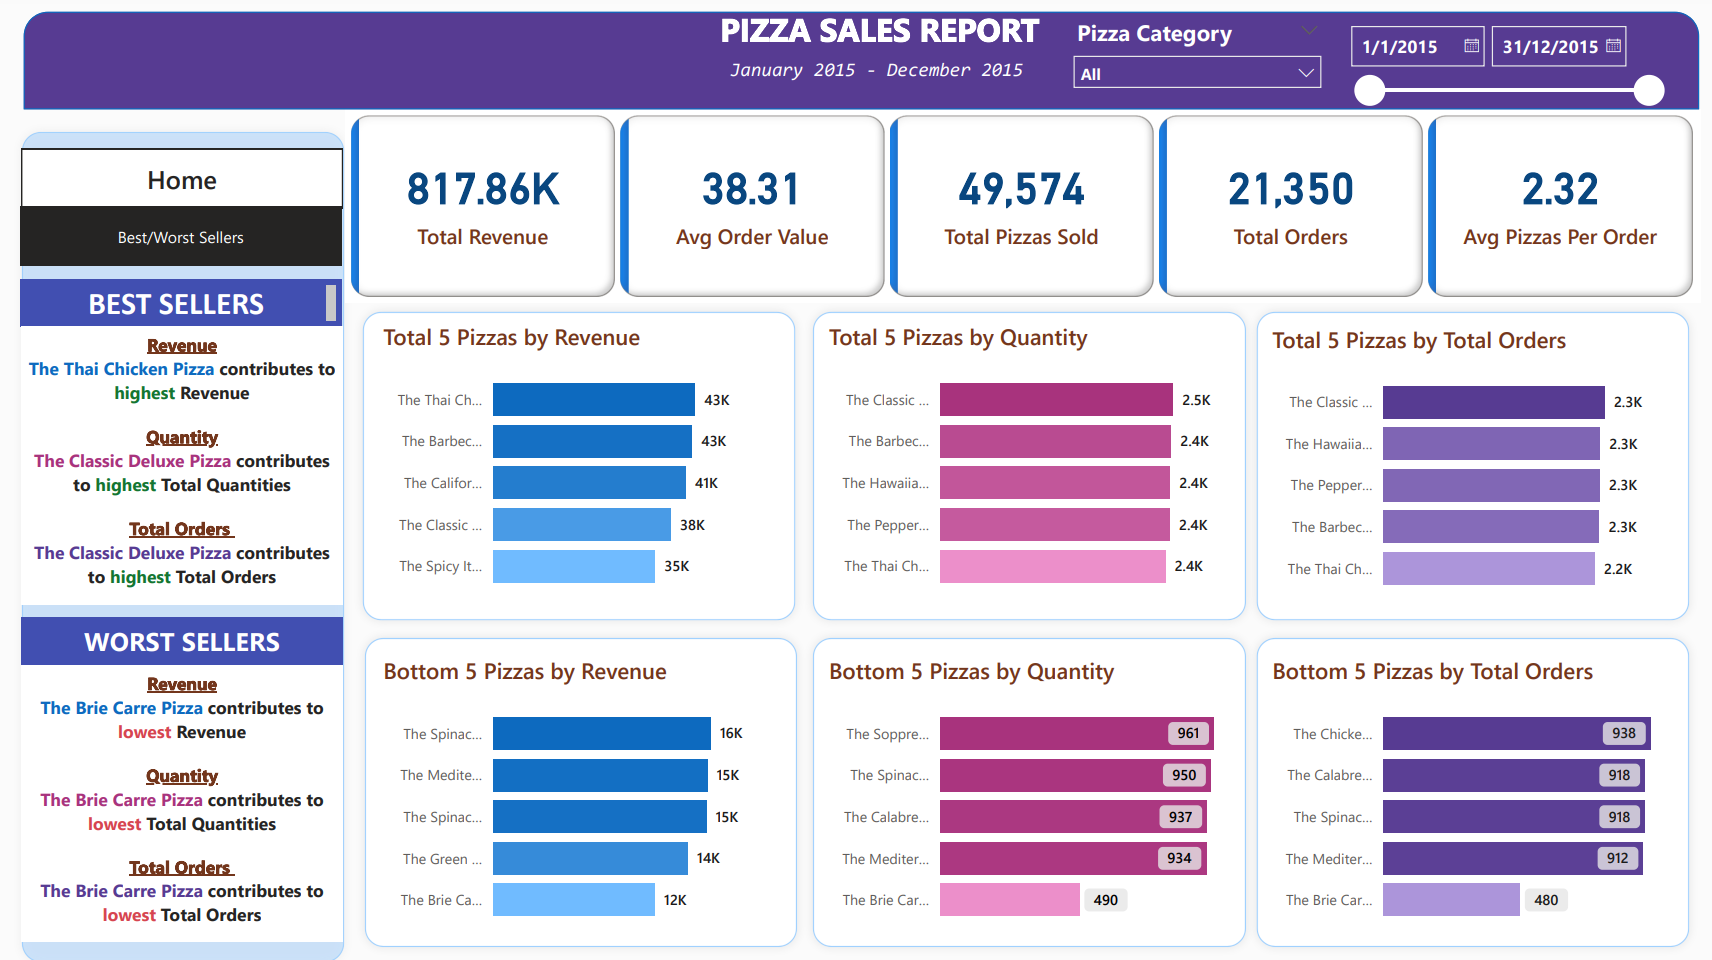 PIZZA SALES REPORT
January 2015 - December 2015
Pizza Category
All
1/1/2015
31/12/2015
Home
Best/Worst Sellers
BEST SELLERS
Revenue
The Thai Chicken Pizza contributes to
highest Revenue
Quantity
The Classic Deluxe Pizza contributes
to highest Total Quantities
Total Orders
The Classic Deluxe Pizza contributes
to highest Total Orders
WORST SELLERS
Revenue
The Brie Carre Pizza contributes to
lowest Revenue
Quantity
The Brie Carre Pizza contributes to
lowest Total Quantities
Total Orders
The Brie Carre Pizza contributes to
lowest Total Orders
817.86K
Total Revenue
38.31
Avg Order Value
49,574
Total Pizzas Sold
21,350
Total Orders
2.32
Avg Pizzas Per Order
Total 5 Pizzas by Revenue
The Thai Ch... 43K
The Barbec... 43K
The Califor... 41K
The Classic ... 38K
The Spicy It... 35K
Total 5 Pizzas by Quantity
The Classic ... 2.5K
The Barbec... 2.4K
The Hawaiia... 2.4K
The Pepper... 2.4K
The Thai Ch... 2.4K
Total 5 Pizzas by Total Orders
The Classic ... 2.3K
The Hawaiia... 2.3K
The Pepper... 2.3K
The Barbec... 2.3K
The Thai Ch... 2.2K
Bottom 5 Pizzas by Revenue
The Spinac... 16K
The Medite... 15K
The Spinac... 15K
The Green ... 14K
The Brie Ca... 12K
Bottom 5 Pizzas by Quantity
The Soppre... 961
The Spinac... 950
The Calabre... 937
The Mediter... 934
The Brie Car... 490
Bottom 5 Pizzas by Total Orders
The Chicke... 938
The Calabre... 918
The Spinac... 918
The Mediter... 912
The Brie Car... 480